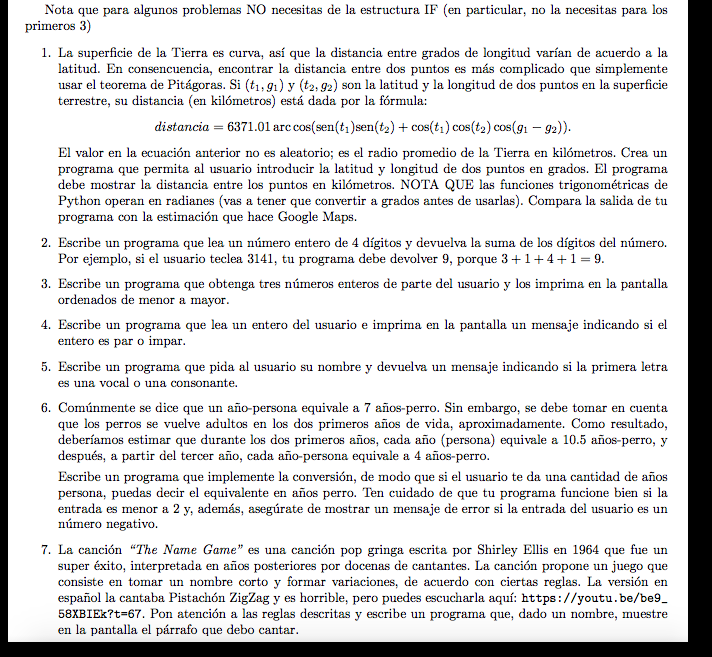 Nota que para algunos problemas NO necesitas de la estructura IF (en particular, no la necesitas para los
primeros 3)
1. La superficie de la Tierra es curva, así que la distancia entre grados de longitud varían de acuerdo a la
latitud. En consencuencia, encontrar la distancia entre dos puntos es más complicado que simplemente
usar el teorema de Pitágoras. Si (t₁, g₁) y (t₂, g₂) son la latitud y la longitud de dos puntos en la superficie
terrestre, su distancia (en kilómetros) está dada por la fórmula:
distancia = 6371.01 arc cos(sen(t₁)sen(t₂) + cos(t₁) cos(t₂) cos(g₁ − g₂)).
El valor en la ecuación anterior no es aleatorio; es el radio promedio de la Tierra en kilómetros. Crea un
programa que permita al usuario introducir la latitud y longitud de dos puntos en grados. El programa
debe mostrar la distancia entre los puntos en kilómetros. NOTA QUE las funciones trigonométricas de
Python operan en radianes (vas a tener que convertir a grados antes de usarlas). Compara la salida de tu
programa con la estimación que hace Google Maps.
2. Escribe un programa que lea un número entero de 4 dígitos y devuelva la suma de los dígitos del número.
Por ejemplo, si el usuario teclea 3141, tu programa debe devolver 9, porque 3 + 1 + 4 + 1 = 9.
3. Escribe un programa que obtenga tres números enteros de parte del usuario y los imprima en la pantalla
ordenados de menor a mayor.
4. Escribe un programa que lea un entero del usuario e imprima en la pantalla un mensaje indicando si el
entero es par o impar.
5. Escribe un programa que pida al usuario su nombre y devuelva un mensaje indicando si la primera letra
es una vocal o una consonante.
6. Comúnmente se dice que un año-persona equivale a 7 años-perro. Sin embargo, se debe tomar en cuenta
que los perros se vuelve adultos en los dos primeros años de vida, aproximadamente. Como resultado,
deberíamos estimar que durante los dos primeros años, cada año (persona) equivale a 10.5 años-perro, y
después, a partir del tercer año, cada año-persona equivale a 4 años-perro.
Escribe un programa que implemente la conversión, de modo que si el usuario te da una cantidad de años
persona, puedas decir el equivalente en años perro. Ten cuidado de que tu programa funcione bien si la
entrada es menor a 2 y, además, asegúrate de mostrar un mensaje de error si la entrada del usuario es un
número negativo.
7. La canción “The Name Game” es una canción pop gringa escrita por Shirley Ellis en 1964 que fue un
super éxito, interpretada en años posteriores por docenas de cantantes. La canción propone un juego que
consiste en tomar un nombre corto y formar variaciones, de acuerdo con ciertas reglas. La versión en
español la cantaba Pistachón ZigZag y es horrible, pero puedes escucharla aquí: https://youtu.be/be9_
58XBIEk?t=67. Pon atención a las reglas descritas y escribe un programa que, dado un nombre, muestre
en la pantalla el párrafo que debo cantar.